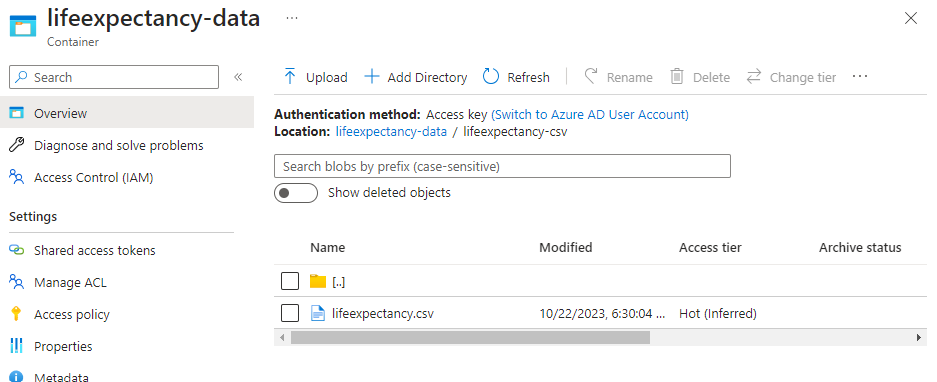 lifeexpectancy-data ...
Container
Search «
Overview
Diagnose and solve problems
Access Control (IAM)
Settings
Shared access tokens
Manage ACL
Access policy
Properties
Metadata
Upload Add Directory Refresh Rename Delete Change tier ...
Authentication method: Access key (Switch to Azure AD User Account)
Location: lifeexpectancy-data / lifeexpectancy-csv
Search blobs by prefix (case-sensitive)
Show deleted objects
Name Modified Access tier Archive status
[..]
lifeexpectancy.csv 10/22/2023, 6:30:04 ... Hot (Inferred)